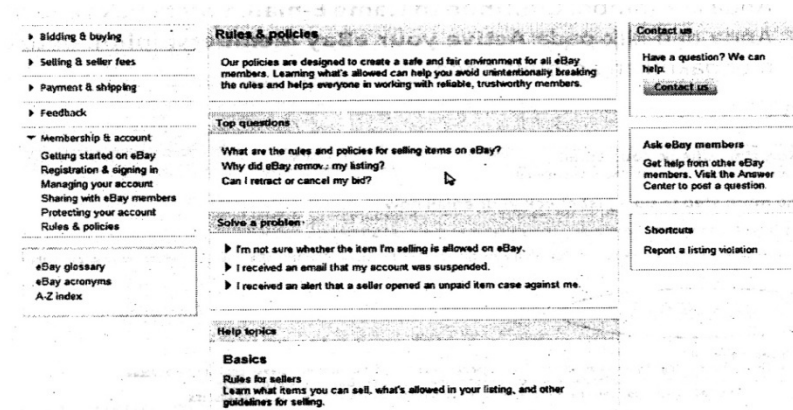 Bidding & buying
Selling & seller fees
Payment & shipping
Feedback
Membership & account
Getting started on eBay
Registration & signing in
Managing your account
Sharing with eBay members
Protecting your account
Rules & policies
eBay glossary
eBay acronyms
A-Z index
Rules & policies
Our policies are designed to create a safe and fair environment for all eBay
members. Learning what's allowed can help you avoid unintentionally breaking
the rules and helps everyone in working with reliable, trustworthy members.
Top questions
What are the rules and policies for selling items on eBay?
Why did eBay remove my listing?
Can I retract or cancel my bid?
Solve a problem
I'm not sure whether the item I'm selling is allowed on eBay.
I received an email that my account was suspended.
I received an alert that a seller opened an unpaid item case against me.
Help topics
Basics
Rules for sellers
Learn what items you can sell, what's allowed in your listing, and other
guidelines for selling.
Contact us
Have a question? We can
help.
Contact us
Ask eBay members
Get help from other eBay
members. Visit the Answer
Center to post a question.
Shortcuts
Report a listing violation